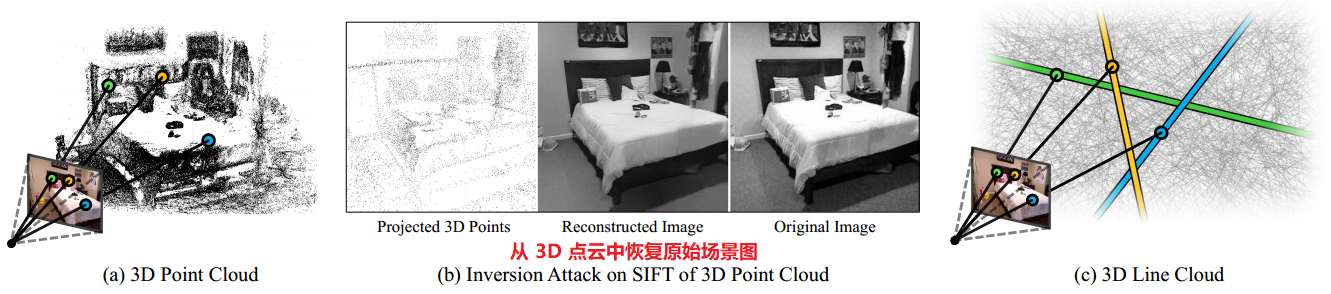 Projected 3D Points
Reconstructed Image
Original Image
从 3D 点云中恢复原始场景图
(a) 3D Point Cloud
(b) Inversion Attack on SIFT of 3D Point Cloud
(c) 3D Line Cloud